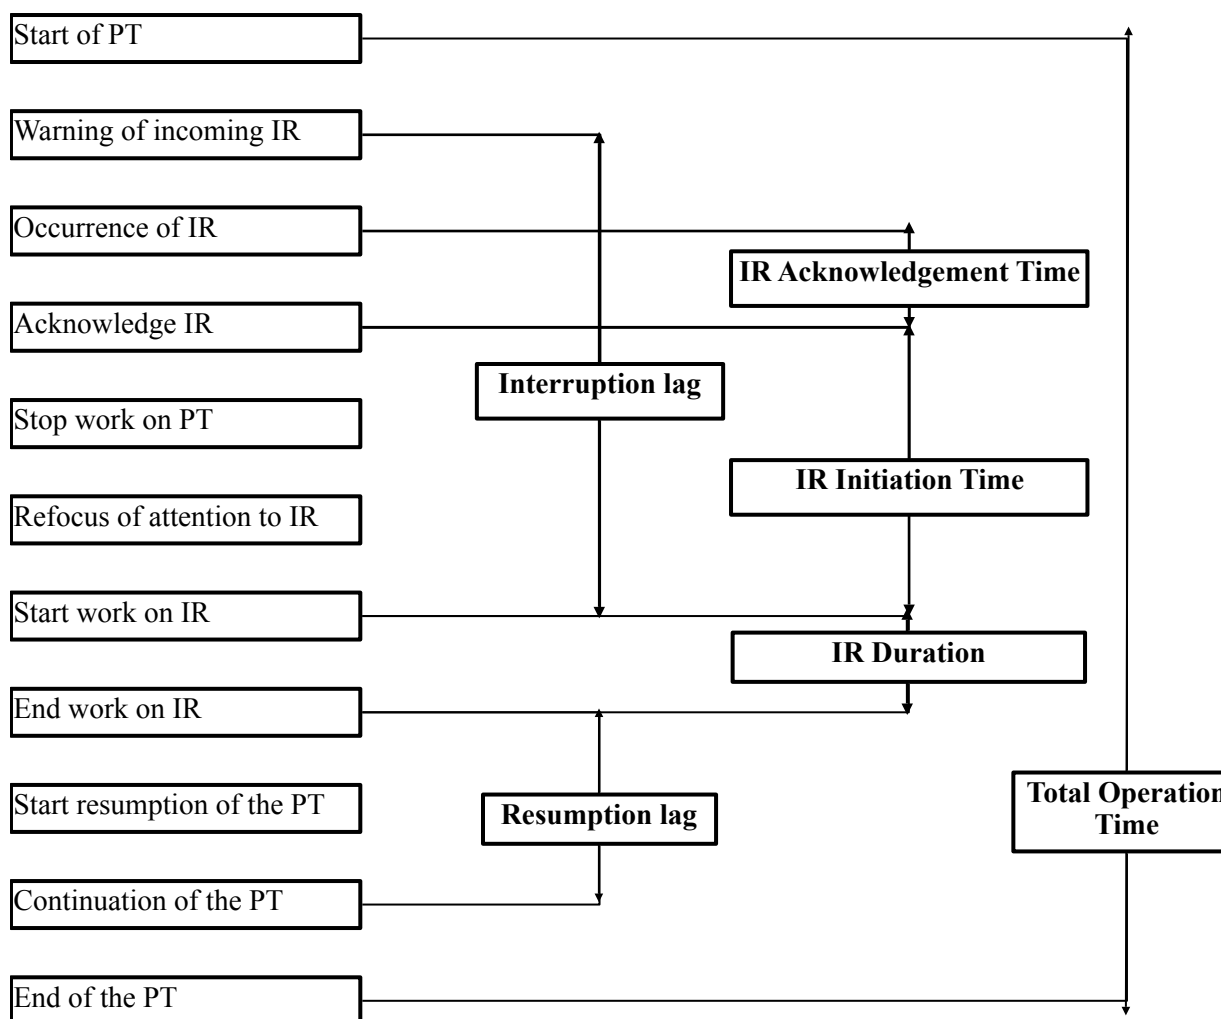 Start of PT
Warning of incoming IR
Occurrence of IR
IR Acknowledgement Time
Acknowledge IR
Interruption lag
Stop work on PT
IR Initiation Time
Refocus of attention to IR
Start work on IR
IR Duration
End work on IR
Start resumption of the PT
Resumption lag
Total Operation
Time
Continuation of the PT
End of the PT